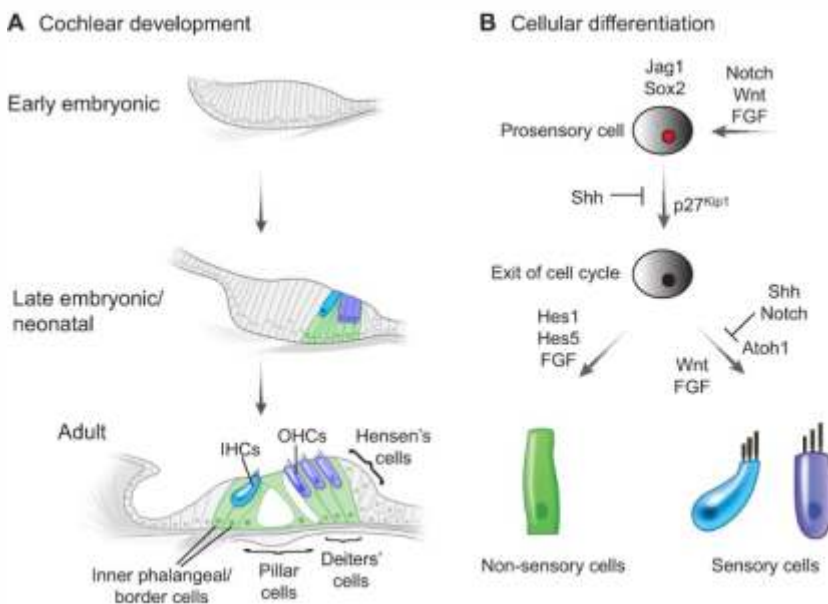 A Cochlear development
Early embryonic
Late embryonic/
neonatal
Adult
IHCs
OHCs
Hensen's
cells
Inner phalangeal/
border cells
Pillar
cells
Deiters'
cells
B Cellular differentiation
Jag1
Sox2
Notch
Wnt
FGF
Prosensory cell
Shh
p27Kip1
Exit of cell cycle
Hes1
Hes5
FGF
Shh
Notch
Atoh1
Wnt
FGF
Non-sensory cells
Sensory cells